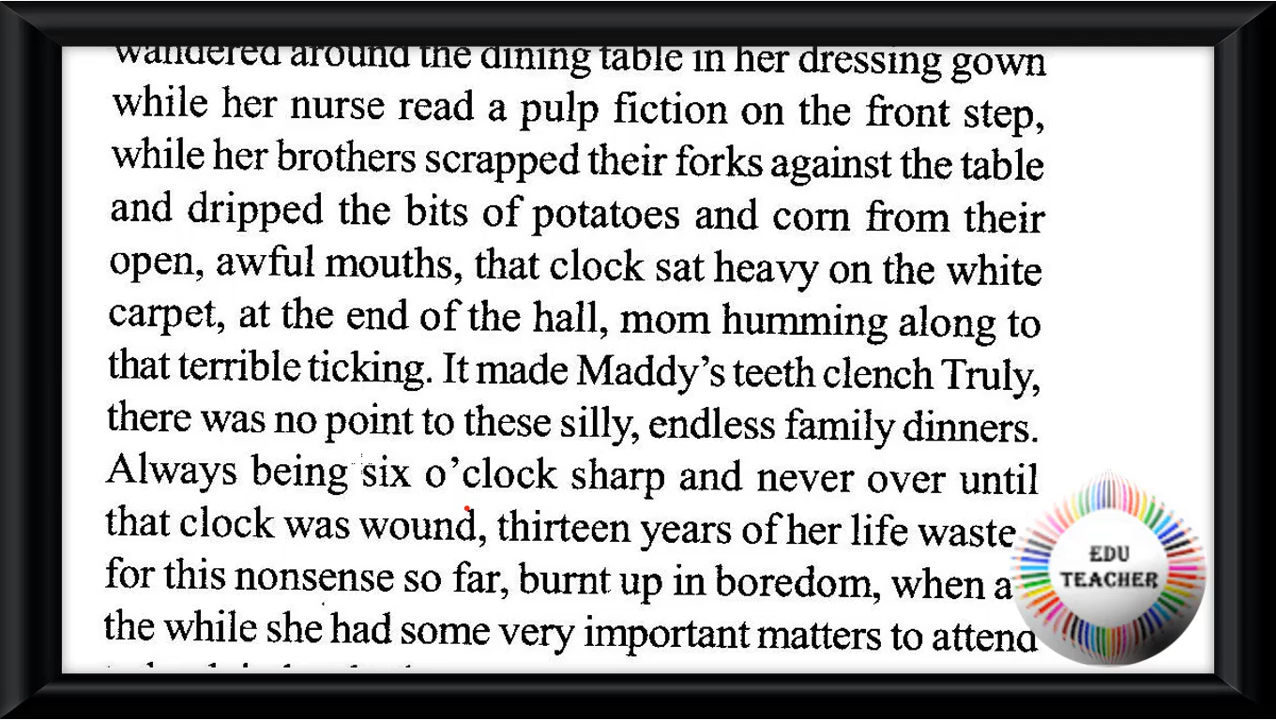 wandered around the dining table in her dressing gown
while her nurse read a pulp fiction on the front step,
while her brothers scrapped their forks against the table
and dripped the bits of potatoes and corn from their
open, awful mouths, that clock sat heavy on the white
carpet, at the end of the hall, mom humming along to
that terrible ticking. It made Maddy's teeth clench Truly,
there was no point to these silly, endless family dinners.
Always being six o'clock sharp and never over until
that clock was wound, thirteen years of her life waste
for this nonsense so far, burnt up in boredom, when a
the while she had some very important matters to attend
EDU
TEACHER